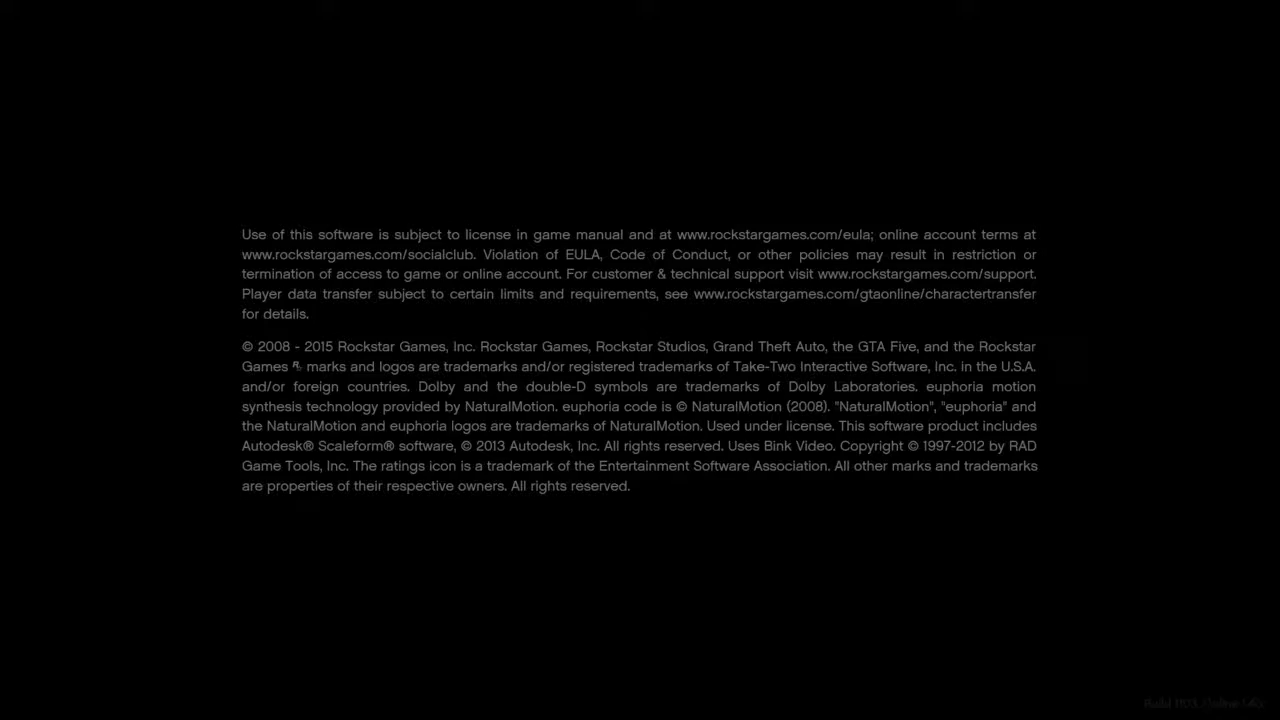 Use of this software is subject to license in game manual and at www.rockstargames.com/eula; online account terms at
www.rockstargames.com/socialclub. Violation of EULA, Code of Conduct, or other policies may result in restriction or
termination of access to game or online account. For customer & technical support visit www.rockstargames.com/support.
Player data transfer subject to certain limits and requirements, see www.rockstargames.com/gtaonline/charactertransfer
for details.
© 2008 - 2015 Rockstar Games, Inc. Rockstar Games, Rockstar Studios, Grand Theft Auto, the GTA Five, and the Rockstar
Games R* marks and logos are trademarks and/or registered trademarks of Take-Two Interactive Software, Inc. in the U.S.A.
and/or foreign countries. Dolby and the double-D symbols are trademarks of Dolby Laboratories. euphoria motion
synthesis technology provided by NaturalMotion. euphoria code is © NaturalMotion (2008). "NaturalMotion", "euphoria" and
the NaturalMotion and euphoria logos are trademarks of NaturalMotion. Used under license. This software product includes
Autodesk® Scaleform® software, © 2013 Autodesk, Inc. All rights reserved. Uses Bink Video. Copyright © 1997-2012 by RAD
Game Tools, Inc. The ratings icon is a trademark of the Entertainment Software Association. All other marks and trademarks
are properties of their respective owners. All rights reserved.
Build Online